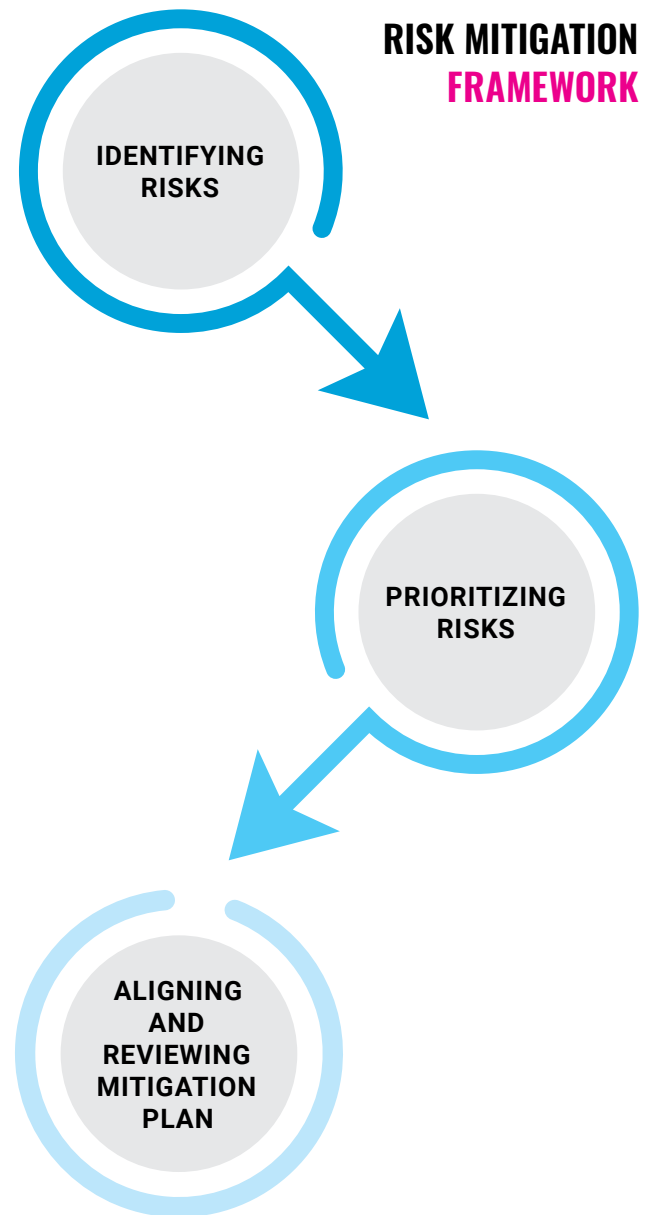 RISK MITIGATION
FRAMEWORK
IDENTIFYING
RISKS
PRIORITIZING
RISKS
ALIGNING
AND
REVIEWING
MITIGATION
PLAN